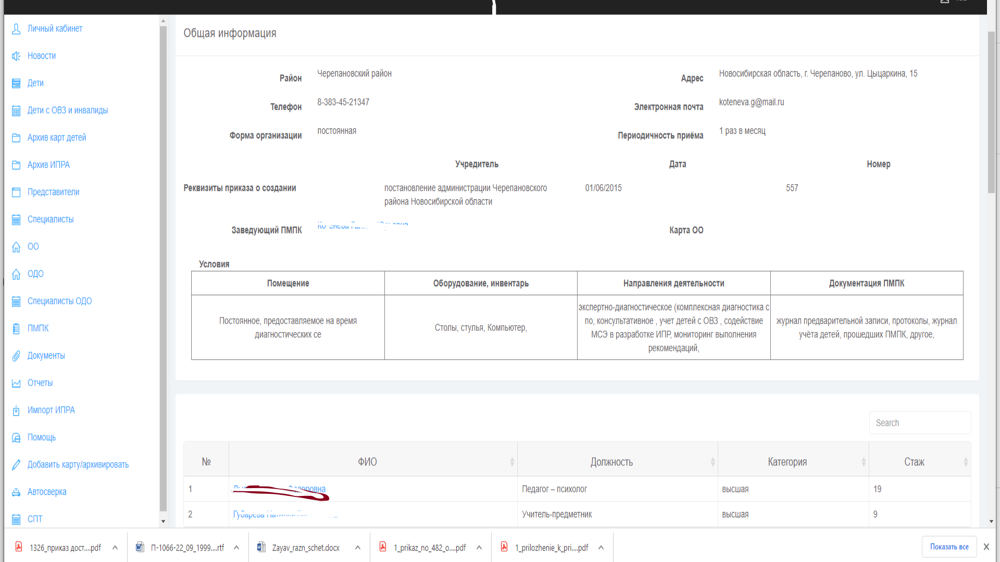 Личный кабинет
Новости
Дети
Дети с ОВЗ и инвалиды
Архив карт детей
Архив ИПРА
Представители
Специалисты
ОО
ОДО
Специалисты ОДО
ПМПК
Документы
Отчеты
Импорт ИПРА
Помощь
Добавить карту/архивировать
Автосверка
СПТ
Общая информация
Район Черепановский район Адрес Новосибирская область, г. Черепаново, ул. Цыцаркина, 15
Телефон 8-383-45-21347 Электронная почта koteneva.g@mail.ru
Форма организации постоянная Периодичность приёма 1 раз в месяц
Учредитель Дата Номер
Реквизиты приказа о создании постановление администрации Черепановского 01/06/2015 557
района Новосибирской области
Заведующий ПМПК Карта ОО
Условия
Помещение Оборудование, инвентарь Направления деятельности Документация ПМПК
Постоянное, предоставляемое на время
диагностических се
Столы, стулья, Компьютер,
экспертно-диагностическое (комплексная диагностика с
по, консультативное , учет детей с ОВЗ , содействие
МСЭ в разработке ИПР, мониторинг выполнения
рекомендаций,
журнал предварительной записи, протоколы, журнал
учёта детей, прошедших ПМПК, другое,
Search
№ ФИО Должность Категория Стаж
1 Педагог – психолог высшая 19
2 Губарева Учитель-предметник высшая 9
1326_приказ дост....pdf
П-1066-22_09_1999....rtf
Zayav_razn_schet.docx
1_prikaz_no_482_o....pdf
1_prilozhenie_k_pri....pdf
Показать все